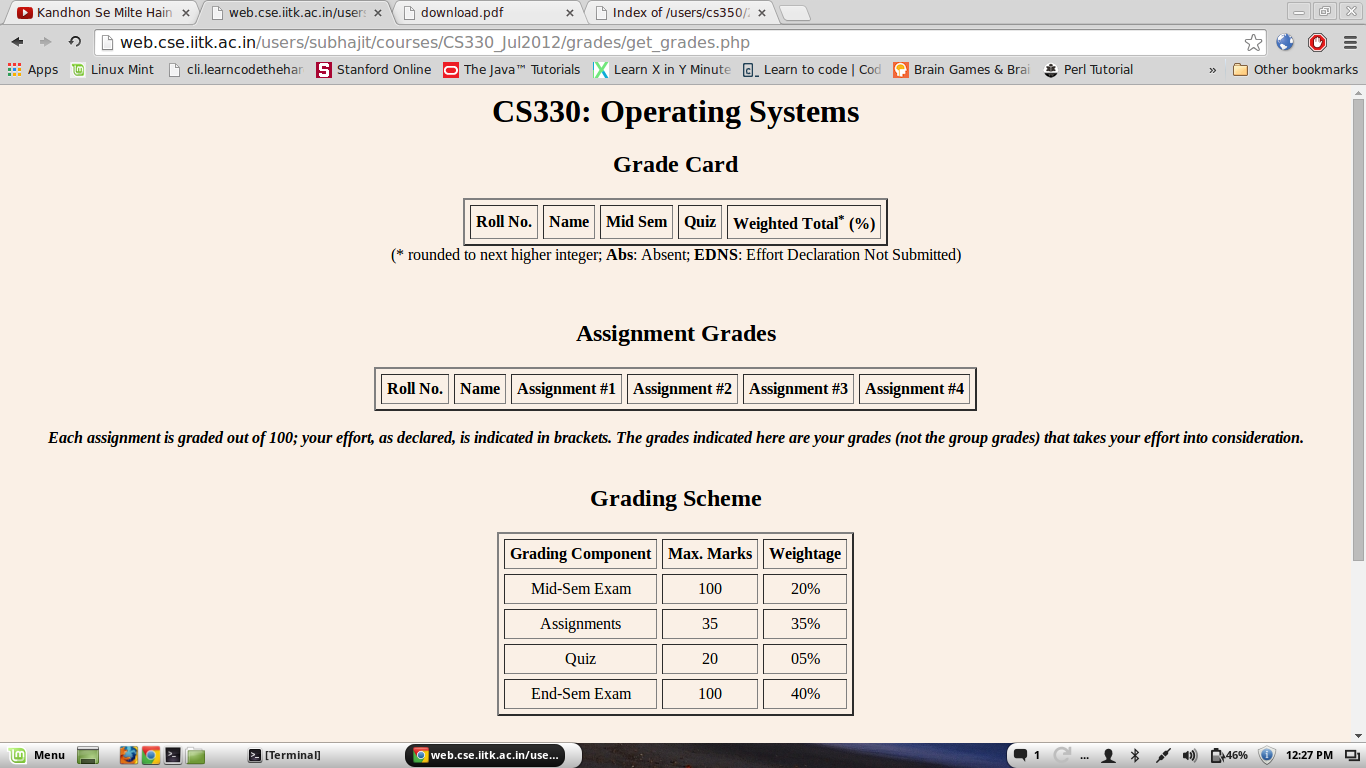 Kandhon Se Milte Hain
web.cse.iitk.ac.in/users
download.pdf
Index of /users/cs350/
web.cse.iitk.ac.in/users/subhajit/courses/CS330_Jul2012/grades/get_grades.php
Apps Linux Mint cli.learncodethehar Stanford Online The Java™ Tutorials Learn X in Y Minute Learn to code | Cod Brain Games & Brai Perl Tutorial » Other bookmarks
CS330: Operating Systems
Grade Card
Roll No. Name Mid Sem Quiz Weighted Total* (%)
(* rounded to next higher integer; Abs: Absent; EDNS: Effort Declaration Not Submitted)
Assignment Grades
Roll No. Name Assignment #1 Assignment #2 Assignment #3 Assignment #4
Each assignment is graded out of 100; your effort, as declared, is indicated in brackets. The grades indicated here are your grades (not the group grades) that takes your effort into consideration.
Grading Scheme
Grading Component Max. Marks Weightage
Mid-Sem Exam 100 20%
Assignments 35 35%
Quiz 20 05%
End-Sem Exam 100 40%
Menu [Terminal] web.cse.iitk.ac.in/use... 1 ... 46% 12:27 PM